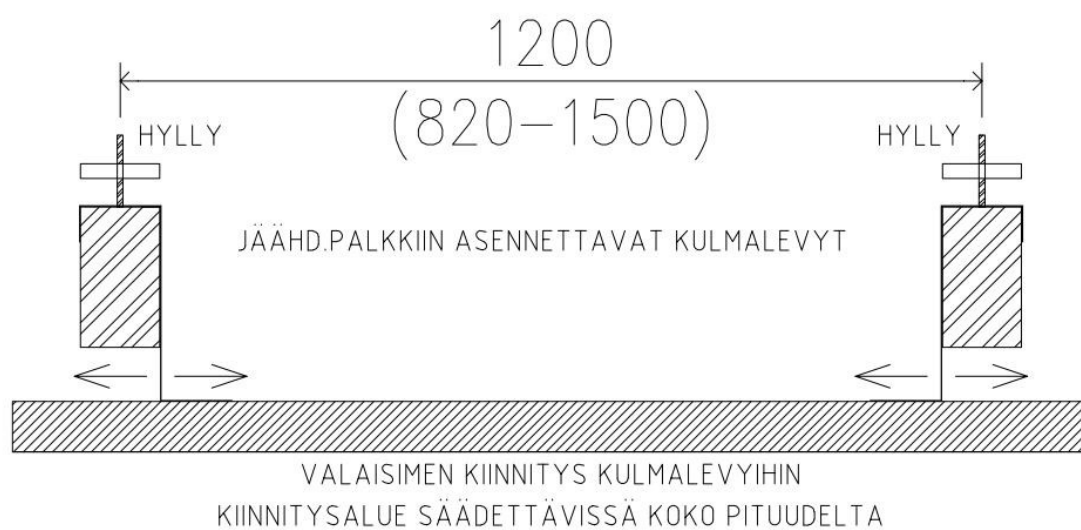 1200
(820-1500)
HYLLY
HYLLY
JÄÄHD.PALKKIIN ASENNETTAVAT KULMALEVYT
VALAISIMEN KIINNITYS KULMALEVYIHIN
KIINNITYSALUE SÄÄDETTÄVISSÄ KOKO PITUUDELTA